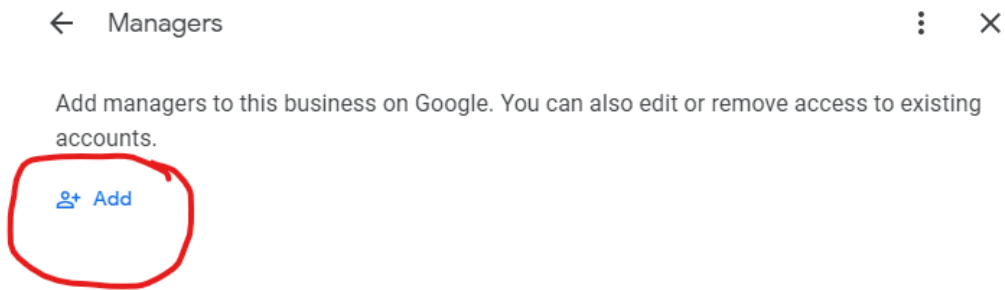 Managers
Add managers to this business on Google. You can also edit or remove access to existing
accounts.
Add